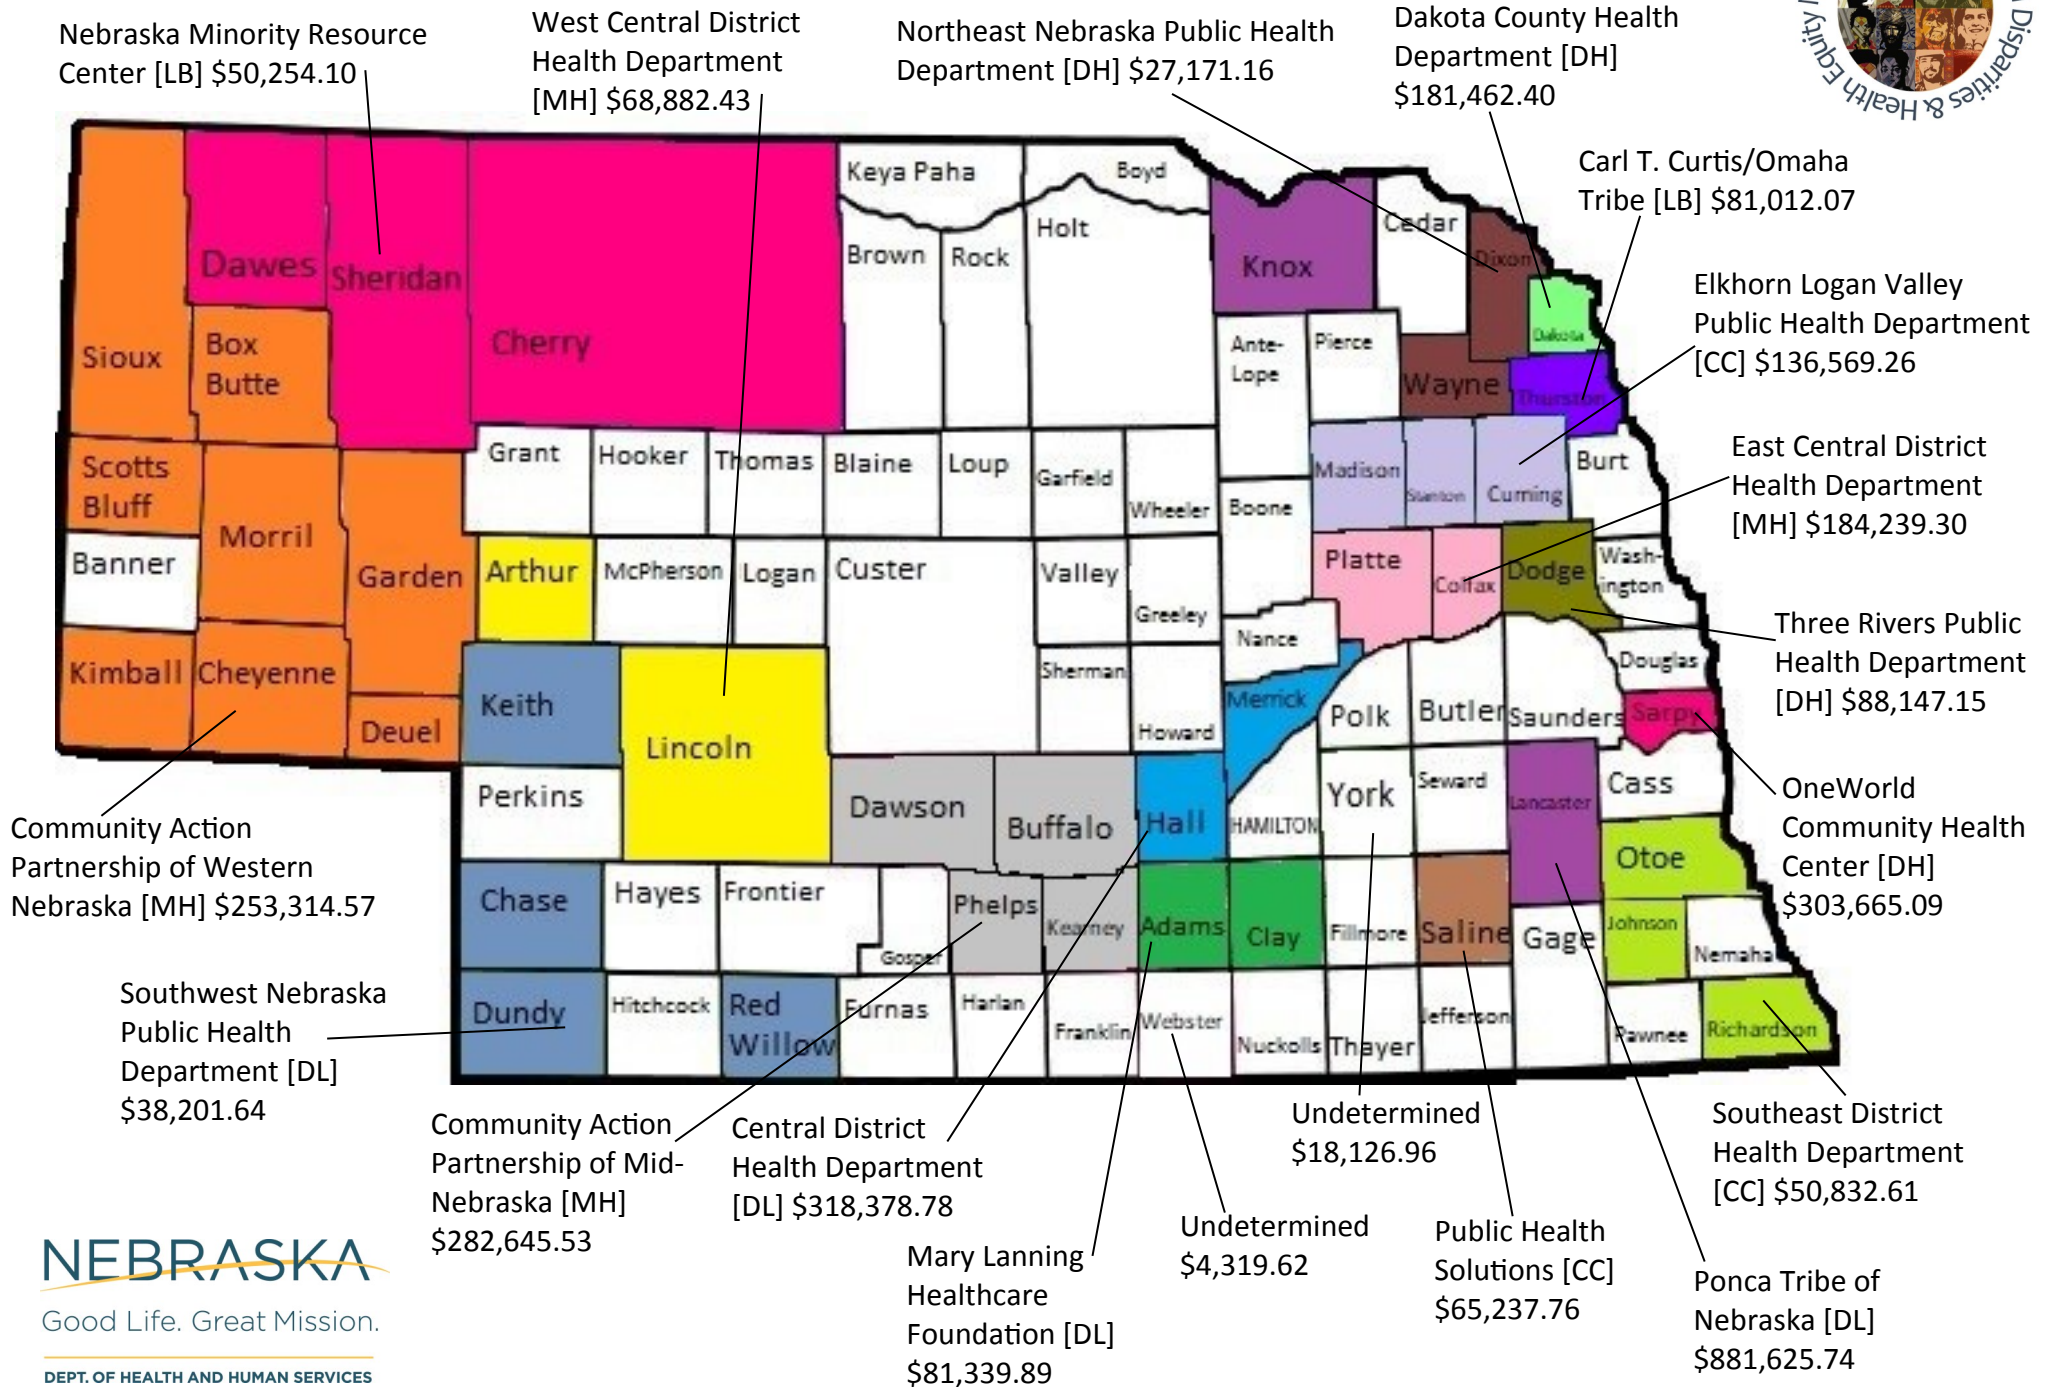 Nebraska Minority Resource
Center [LB] $50,254.10
West Central District
Health Department
[MH] $68,882.43
Northeast Nebraska Public Health
Department [DH] $27,171.16
Dakota County Health
Department [DH]
$181,462.40
Disparities & Health Equity
Carl T. Curtis/Omaha
Tribe [LB] $81,012.07
Elkhorn Logan Valley
Public Health Department
[CC] $136,569.26
East Central District
Health Department
[MH] $184,239.30
Three Rivers Public
Health Department
[DH] $88,147.15
OneWorld
Community Health
Center [DH]
$303,665.09
Keya Paha
Boyd
Dawes
Sheridan
Cherry
Brown
Rock
Holt
Knox
Cedar
Dixon
Dakota
Sioux
Box
Butte
Ante-
Lope
Pierce
Wayne
Thurston
Scotts
Bluff
Morril
Garden
Grant
Hooker
Thomas
Blaine
Loup
Garfield
Wheeler
Boone
Madison
Stanton
Cuming
Burt
Banner
Arthur
McPherson
Logan
Custer
Valley
Greeley
Nance
Platte
Colfax
Dodge
Wash-
ington
Kimball
Cheyenne
Deuel
Keith
Lincoln
Sherman
Howard
Merrick
Polk
Butler
Saunders
Douglas
Sarpy
Perkins
Dawson
Buffalo
Hall
HAMILTON
York
Seward
Lancaster
Cass
Otoe
Chase
Hayes
Frontier
Gosper
Phelps
Kearney
Adams
Clay
Fillmore
Saline
Gage
Johnson
Nemaha
Dundy
Hitchcock
Red
Willow
Furnas
Harlan
Franklin
Webster
Nuckolls
Thayer
Jefferson
Pawnee
Richardson
Community Action
Partnership of Western
Nebraska [MH] $253,314.57
Southwest Nebraska
Public Health
Department [DL]
$38,201.64
Community Action
Partnership of Mid-
Nebraska [MH]
$282,645.53
Central District
Health Department
[DL] $318,378.78
Mary Lanning
Healthcare
Foundation [DL]
$81,339.89
Undetermined
$4,319.62
Undetermined
$18,126.96
Public Health
Solutions [CC]
$65,237.76
Ponca Tribe of
Nebraska [DL]
$881,625.74
Southeast District
Health Department
[CC] $50,832.61
NEBRASKA
Good Life. Great Mission.
DEPT. OF HEALTH AND HUMAN SERVICES